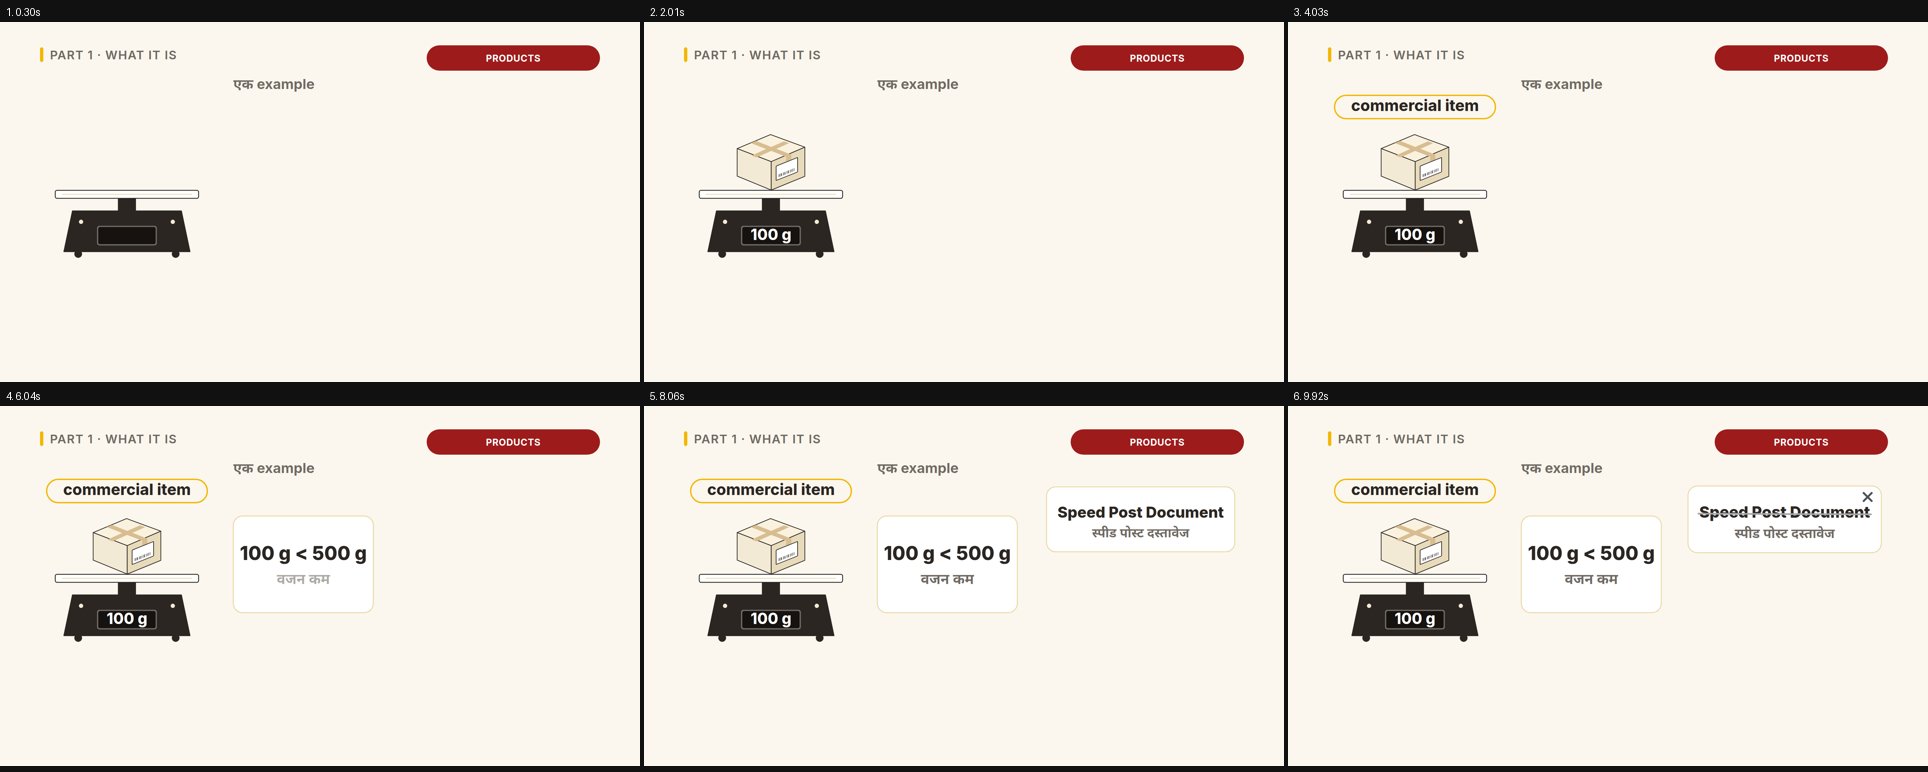 1. 0.30s
PART 1 · WHAT IT IS
PRODUCTS
एक example
2. 2.01s
PART 1 · WHAT IT IS
PRODUCTS
एक example
100 g
3. 4.03s
PART 1 · WHAT IT IS
PRODUCTS
एक example
commercial item
100 g
4. 6.04s
PART 1 · WHAT IT IS
PRODUCTS
एक example
commercial item
100 g < 500 g
वजन कम
100 g
5. 8.06s
PART 1 · WHAT IT IS
PRODUCTS
एक example
commercial item
Speed Post Document
स्पीड पोस्ट दस्तावेज
100 g < 500 g
वजन कम
100 g
6. 9.92s
PART 1 · WHAT IT IS
PRODUCTS
एक example
commercial item
Speed Post Document
स्पीड पोस्ट दस्तावेज
100 g < 500 g
वजन कम
100 g